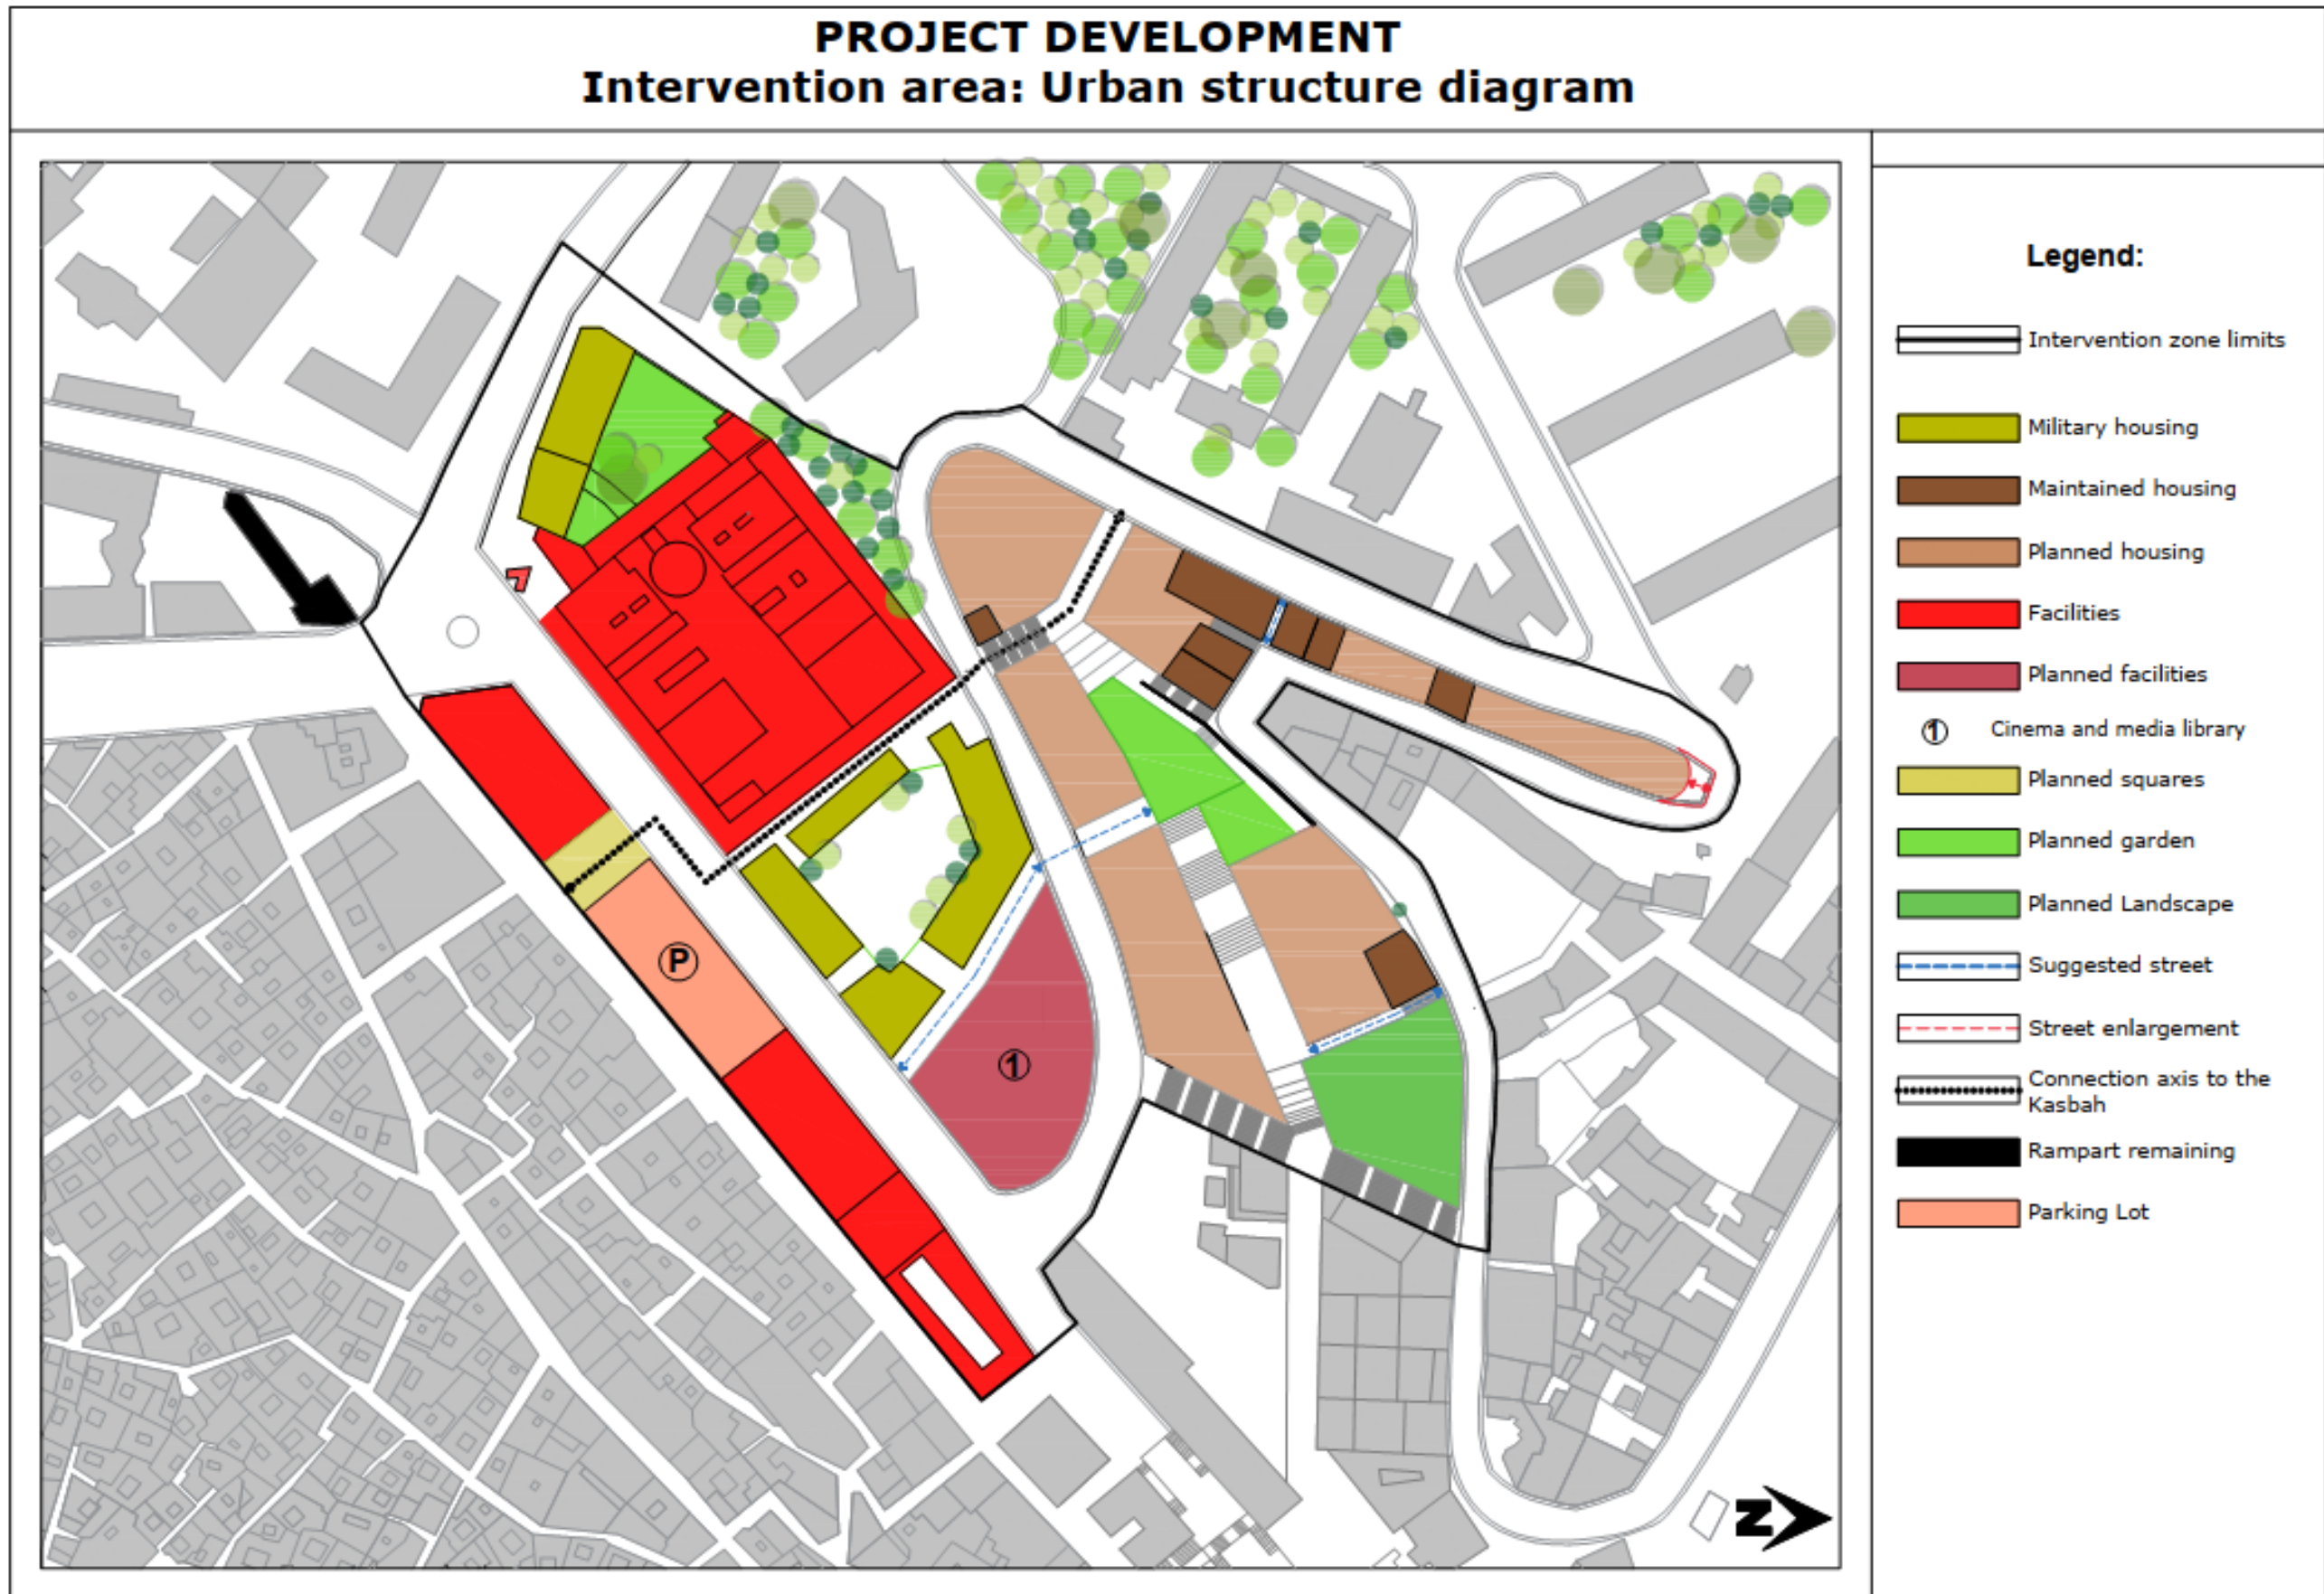 PROJECT DEVELOPMENT
Intervention area: Urban structure diagram
Legend:
Intervention zone limits
Military housing
Maintained housing
Planned housing
Facilities
Planned facilities
1 Cinema and media library
Planned squares
Planned garden
Planned Landscape
Suggested street
Street enlargement
Connection axis to the
Kasbah
Rampart remaining
Parking Lot
P
1
N